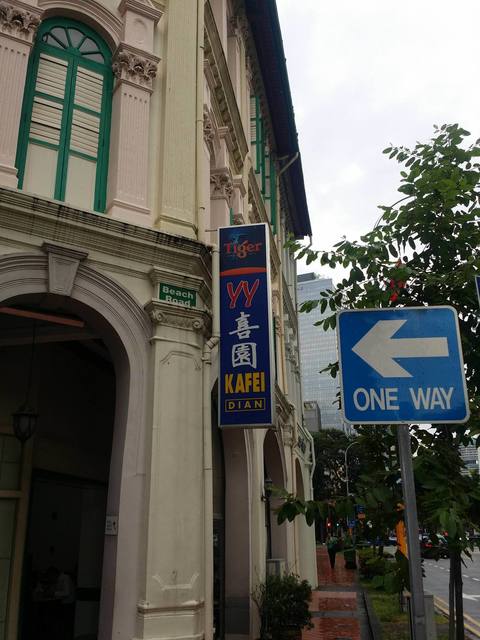 Tiger
YY
喜
園
KAFEI
DIAN
Beach
Road
ONE WAY